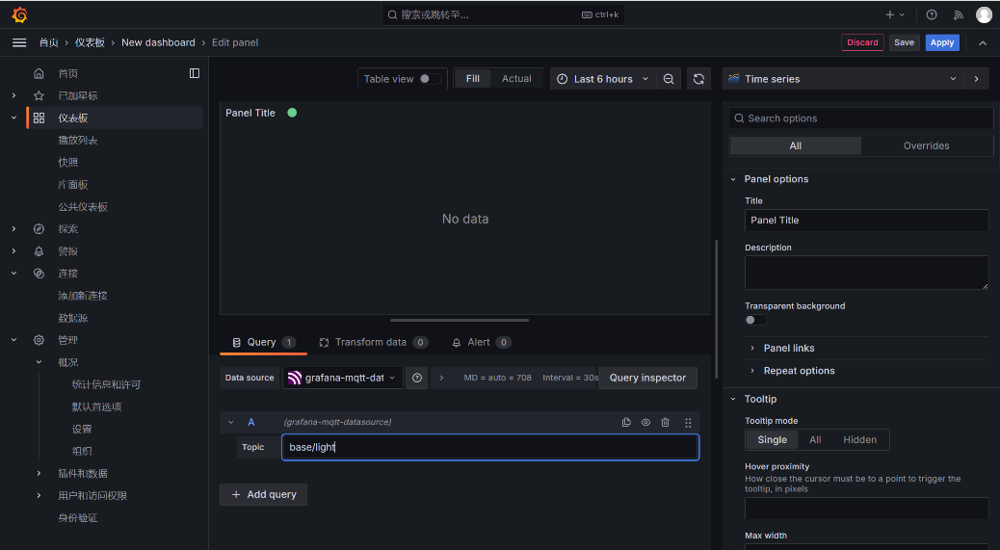 搜索或跳转至...
ctrl+k
首页 › 仪表板 › New dashboard › Edit panel
Discard
Save
Apply
首页
已加星标
仪表板
播放列表
快照
库面板
公共仪表板
探索
警报
连接
添加新连接
数据源
管理
概况
统计信息和许可
默认首选项
设置
组织
插件和数据
用户和访问权限
身份验证
Table view
Fill
Actual
Last 6 hours
Panel Title
No data
Query 1
Transform data 0
Alert 0
Data source
grafana-mqtt-dat
MD = auto = 708
Interval = 30s
Query inspector
A
(grafana-mqtt-datasource)
Topic
base/light
+ Add query
Time series
Search options
All
Overrides
Panel options
Title
Panel Title
Description
Transparent background
Panel links
Repeat options
Tooltip
Tooltip mode
Single
All
Hidden
Hover proximity
How close the cursor must be to a point to trigger the
tooltip, in pixels
Max width